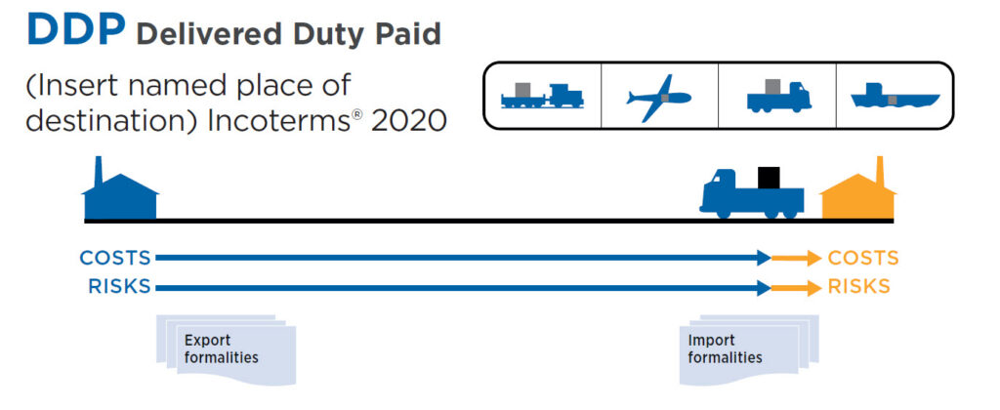 DDP Delivered Duty Paid
(Insert named place of
destination) Incoterms® 2020
COSTS COSTS
RISKS RISKS
Export
formalities
Import
formalities